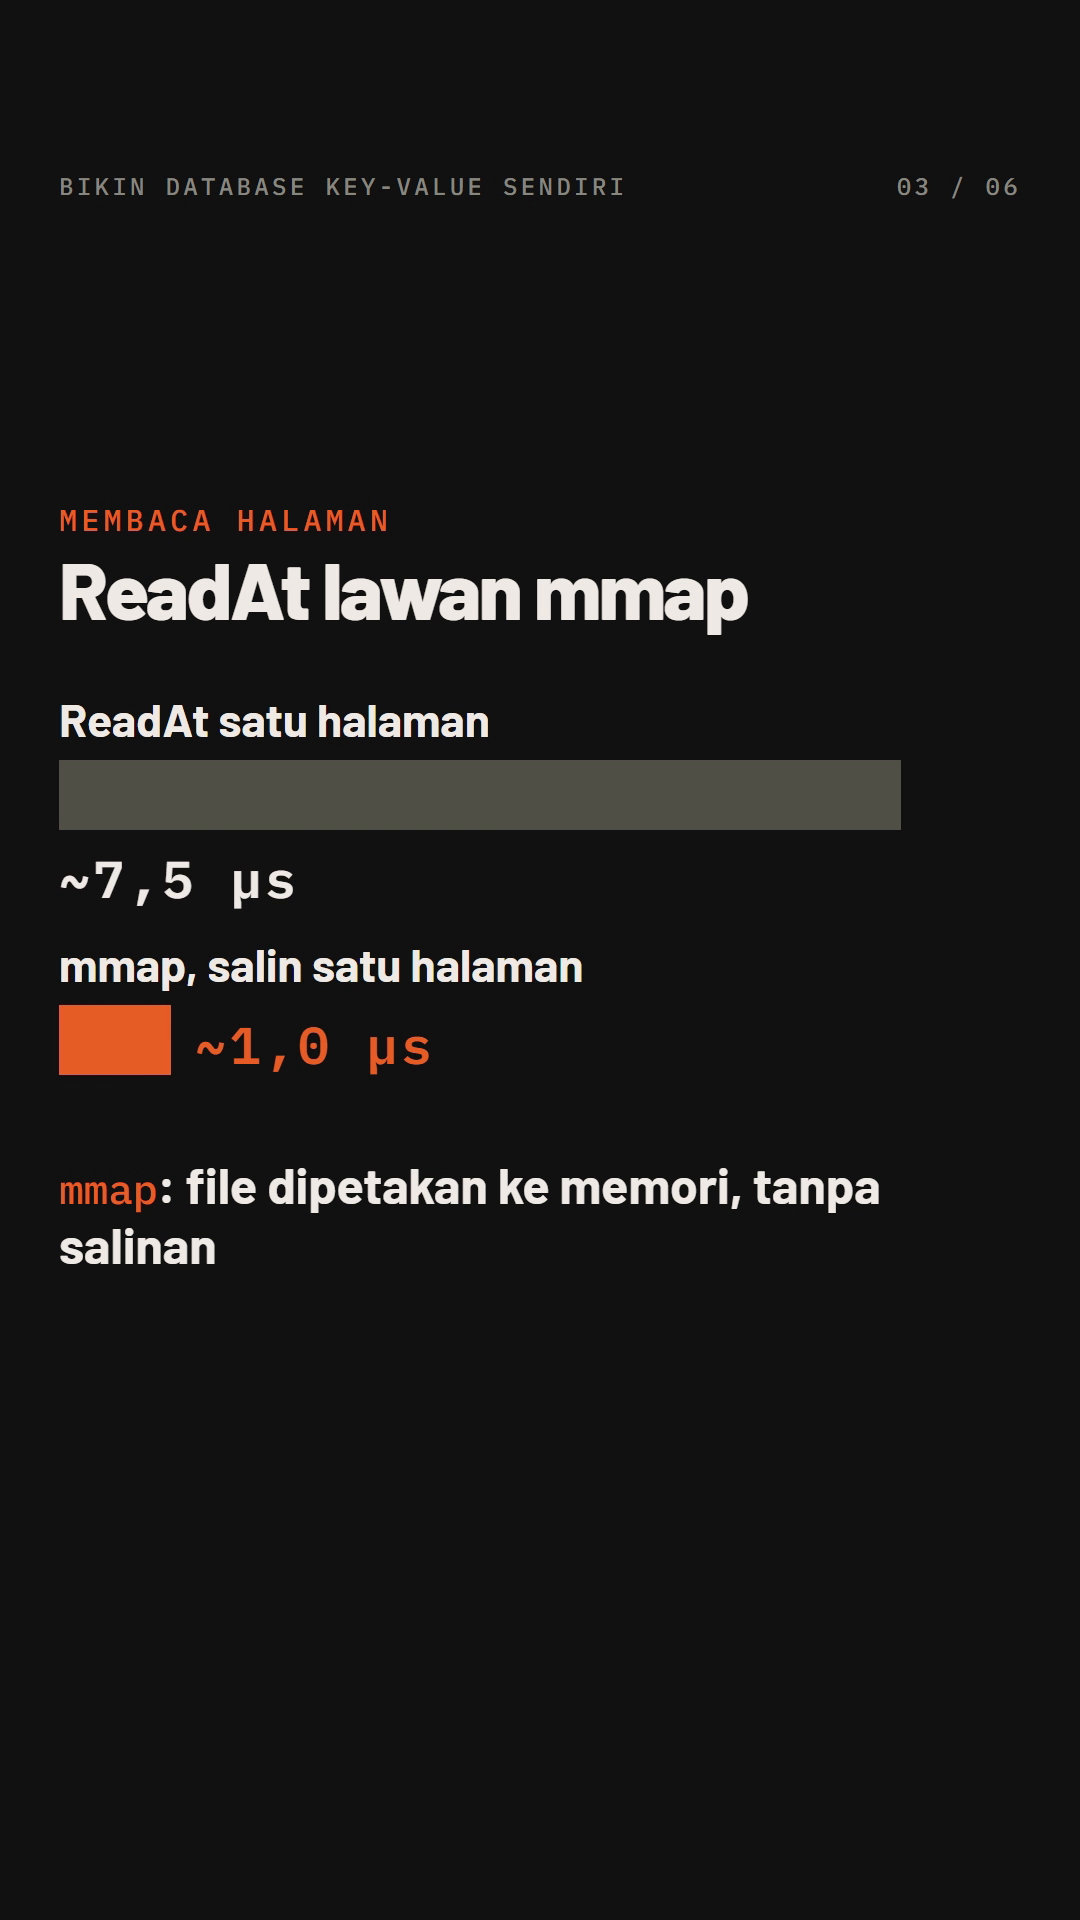 BIKIN DATABASE KEY-VALUE SENDIRI
03 / 06
MEMBACA HALAMAN
ReadAt lawan mmap
ReadAt satu halaman
~7,5 µs
mmap, salin satu halaman
~1,0 µs
mmap: file dipetakan ke memori, tanpa
salinan